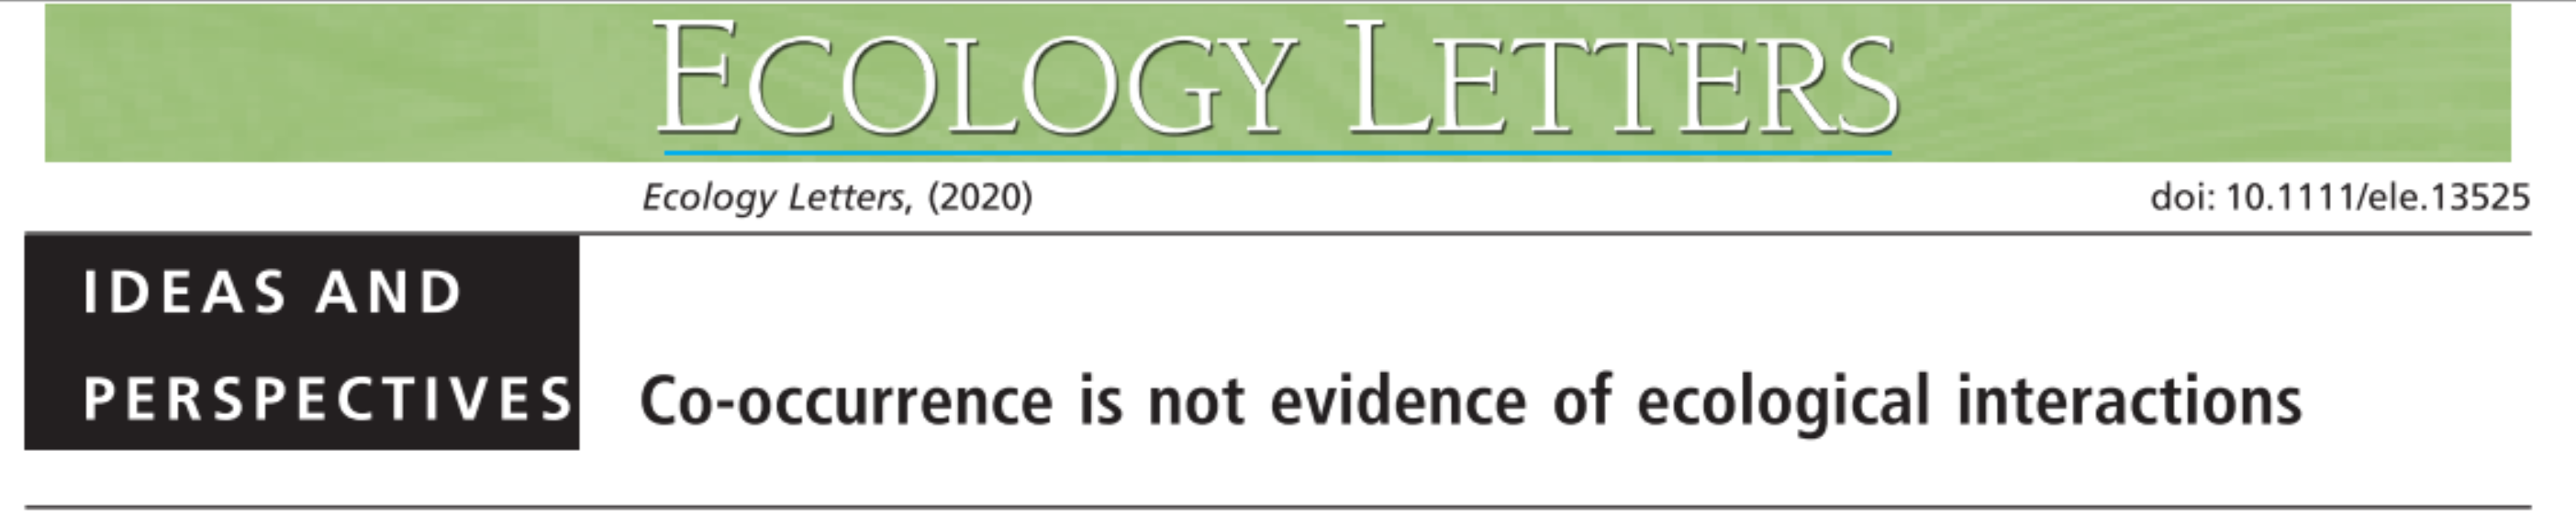 ECOLOGY LETTERS
Ecology Letters, (2020)
doi: 10.1111/ele.13525
IDEAS AND
PERSPECTIVES
Co-occurrence is not evidence of ecological interactions